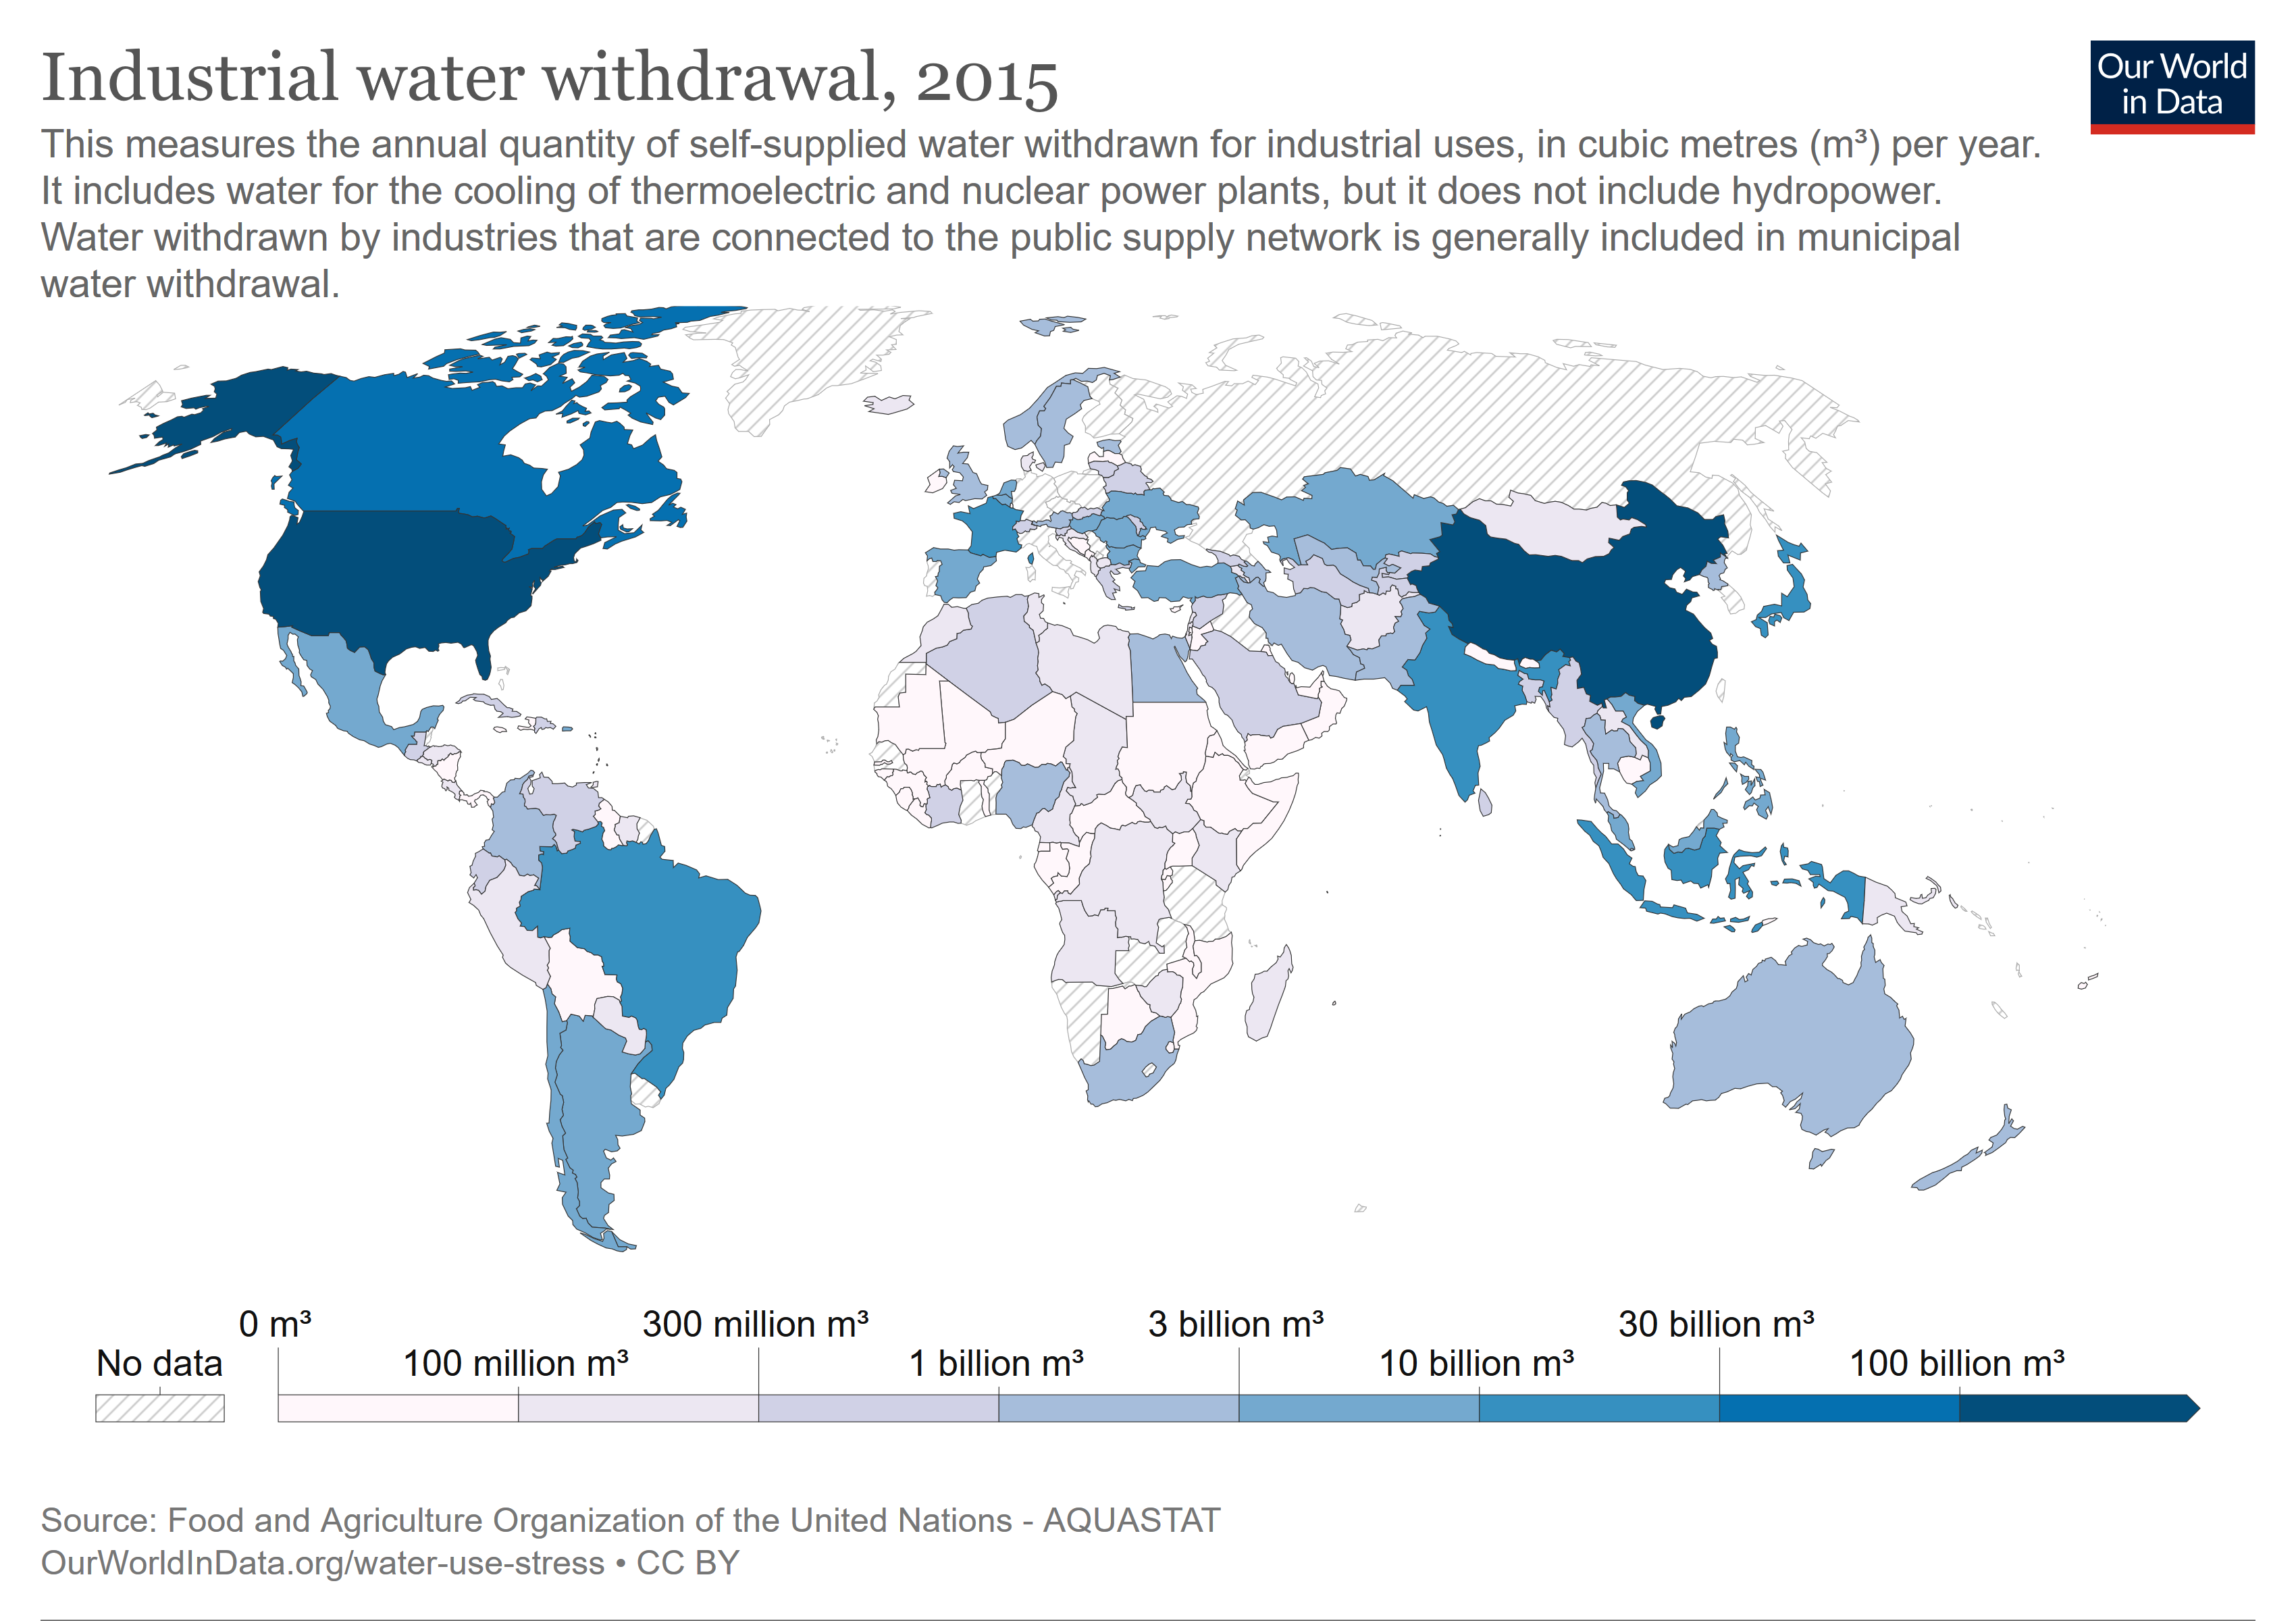 Industrial water withdrawal, 2015
Our World
in Data
This measures the annual quantity of self-supplied water withdrawn for industrial uses, in cubic metres (m³) per year.
It includes water for the cooling of thermoelectric and nuclear power plants, but it does not include hydropower.
Water withdrawn by industries that are connected to the public supply network is generally included in municipal
water withdrawal.
0 m³ 300 million m³ 3 billion m³ 30 billion m³
No data 100 million m³ 1 billion m³ 10 billion m³ 100 billion m³
Source: Food and Agriculture Organization of the United Nations - AQUASTAT
OurWorldInData.org/water-use-stress • CC BY